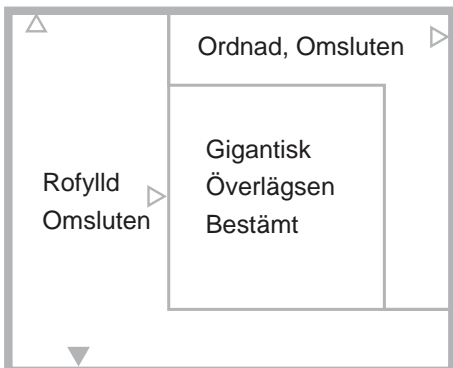 Ordnad, Omsluten
Gigantisk
Överlägsen
Bestämt
Rofylld
Omsluten